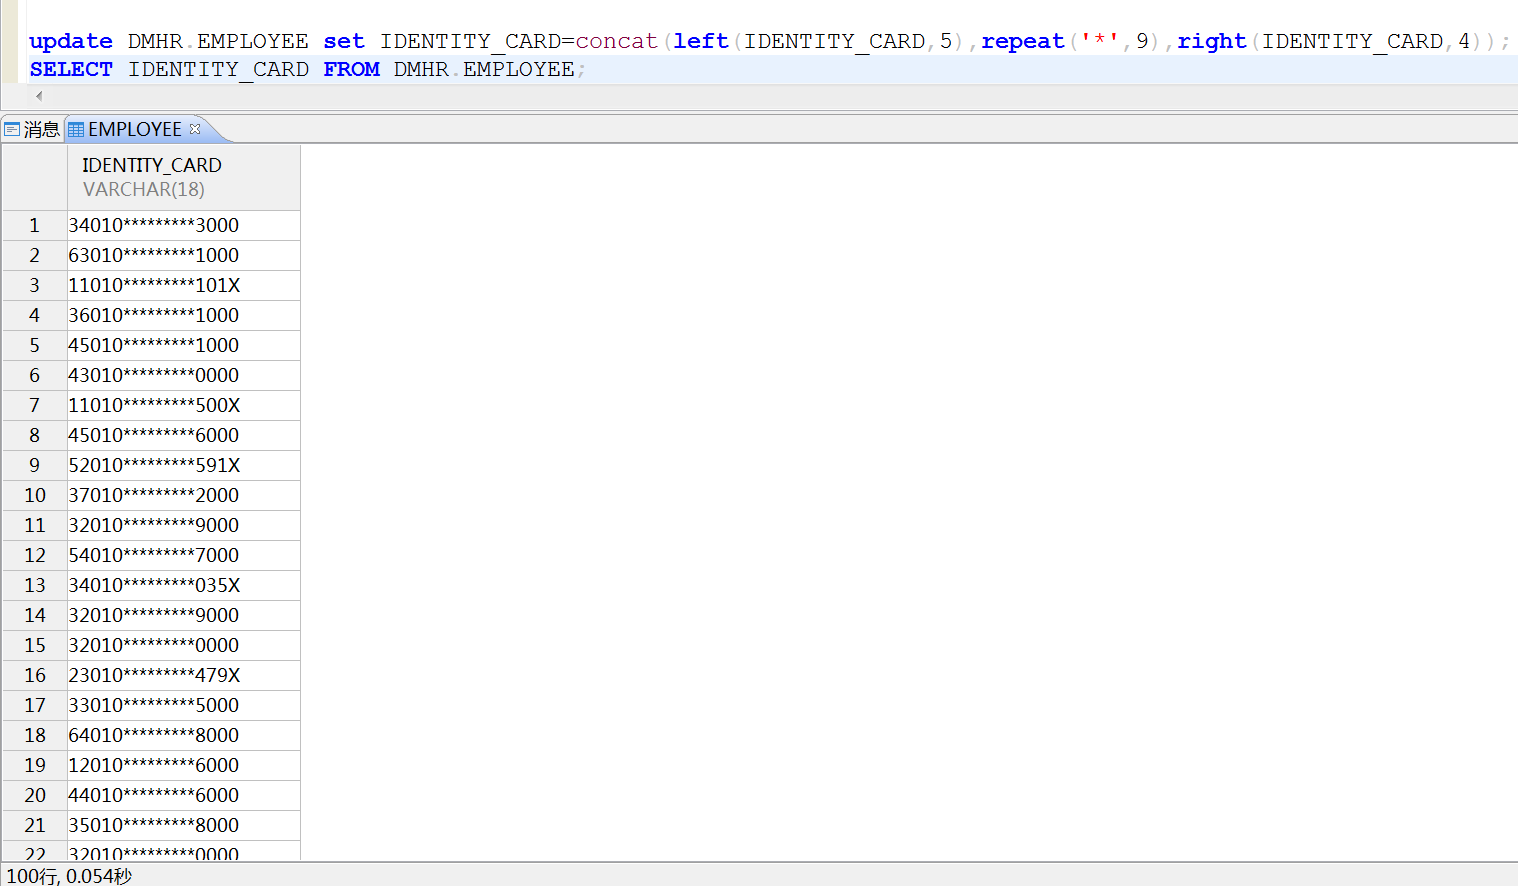 update DMHR.EMPLOYEE set IDENTITY_CARD=concat(left(IDENTITY_CARD,5),repeat('*',9),right(IDENTITY_CARD,4));
SELECT IDENTITY_CARD FROM DMHR.EMPLOYEE;
消息 EMPLOYEE
IDENTITY_CARD
VARCHAR(18)
1 34010*********3000
2 63010*********1000
3 11010*********101X
4 36010*********1000
5 45010*********1000
6 43010*********0000
7 11010*********500X
8 45010*********6000
9 52010*********591X
10 37010*********2000
11 32010*********9000
12 54010*********7000
13 34010*********035X
14 32010*********9000
15 32010*********0000
16 23010*********479X
17 33010*********5000
18 64010*********8000
19 12010*********6000
20 44010*********6000
21 35010*********8000
22 32010*********0000
100行, 0.054秒